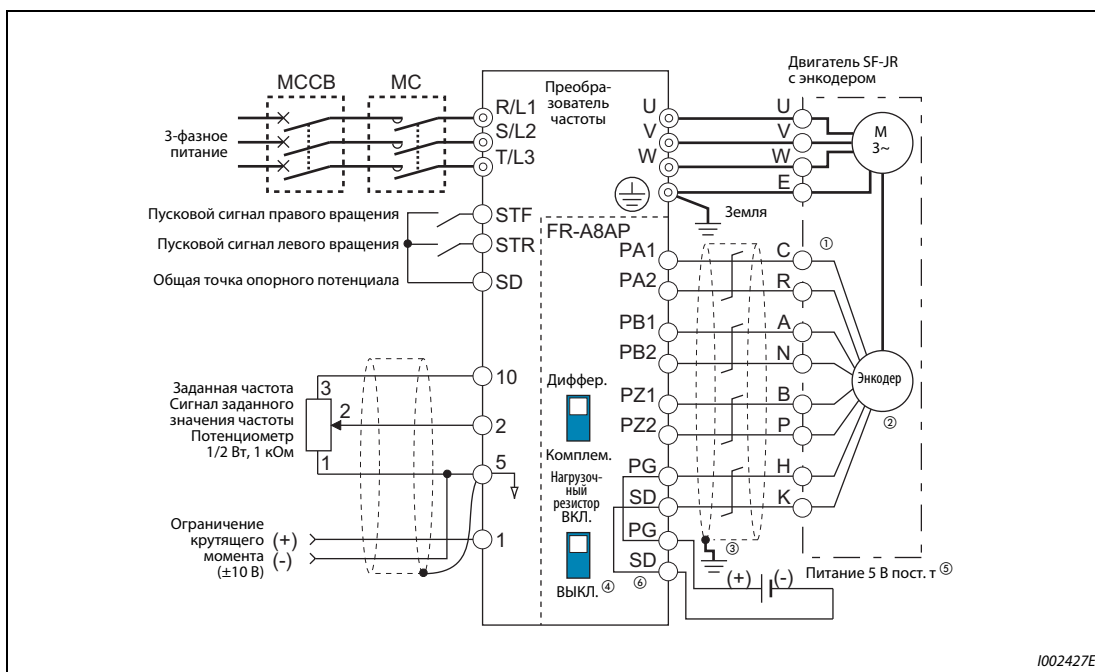 Двигатель SF-JR
с энкодером
MCCB
MC
Преобра-
зователь
частоты
R/L1
S/L2
T/L3
3-фазное
питание
U
V
W
U
V
W
E
M
3~
Земля
Пусковой сигнал правого вращения
STF
Пусковой сигнал левого вращения
STR
Общая точка опорного потенциала
SD
FR-A8AP
PA1
C
①
PA2
R
PB1
A
PB2
N
PZ1
B
PZ2
P
PG
H
SD
K
PG
SD
⑥
Энкодер
②
③
Диффер.
Комплем.
Нагрузоч-
ный
резистор
ВКЛ.
ВЫКЛ. ④
Заданная частота
Сигнал заданного
значения частоты
Потенциометр
1/2 Вт, 1 кОм
3
2
1
10
2
5
Ограничение
крутящего
момента
(±10 В)
(+)
(-)
1
(+)
(-)
Питание 5 В пост. т ⑤
I002427E